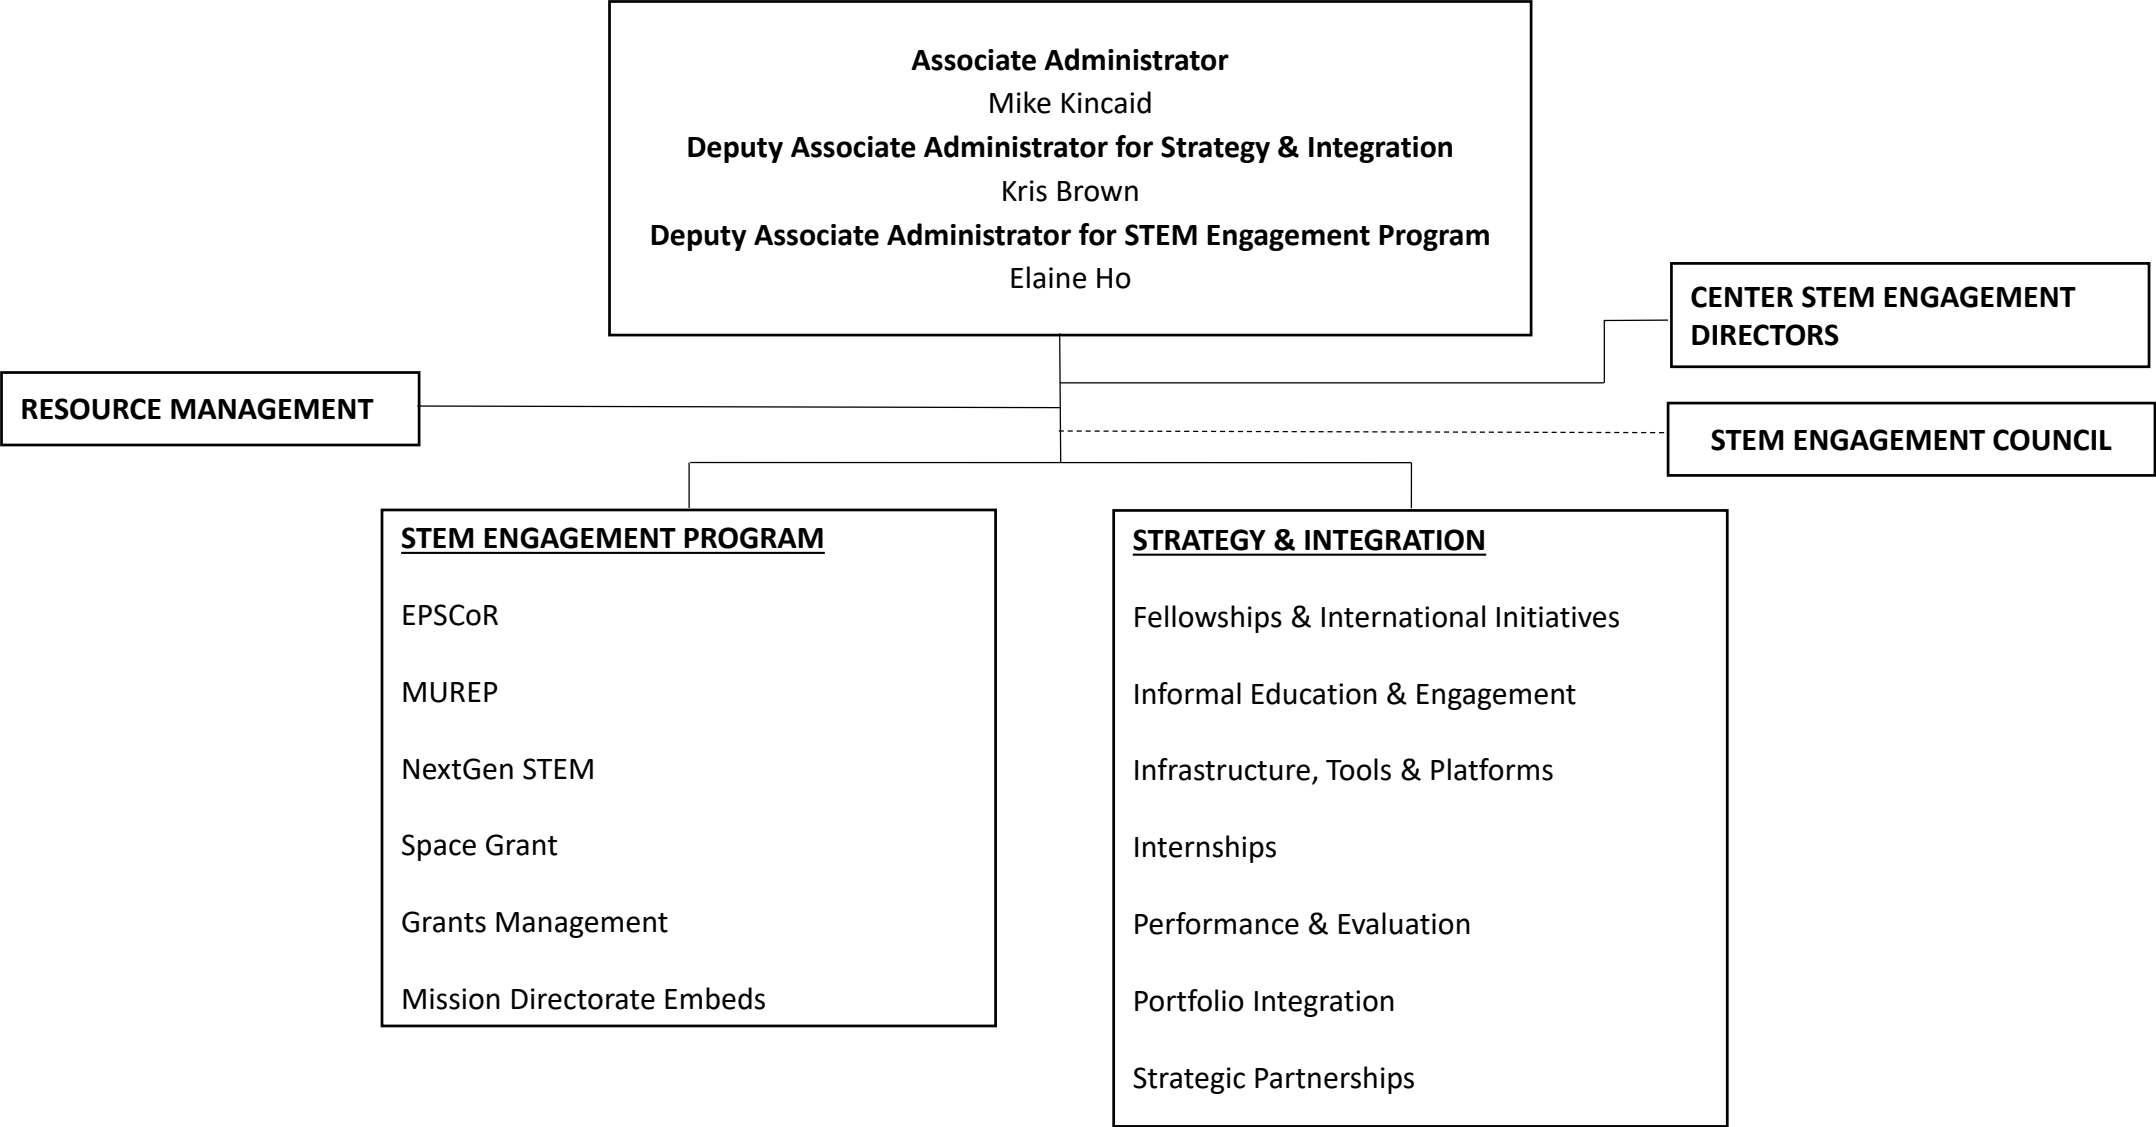 Associate Administrator
Mike Kincaid
Deputy Associate Administrator for Strategy & Integration
Kris Brown
Deputy Associate Administrator for STEM Engagement Program
Elaine Ho
CENTER STEM ENGAGEMENT
DIRECTORS
RESOURCE MANAGEMENT
STEM ENGAGEMENT COUNCIL
STEM ENGAGEMENT PROGRAM
EPSCoR
MUREP
NextGen STEM
Space Grant
Grants Management
Mission Directorate Embeds
STRATEGY & INTEGRATION
Fellowships & International Initiatives
Informal Education & Engagement
Infrastructure, Tools & Platforms
Internships
Performance & Evaluation
Portfolio Integration
Strategic Partnerships